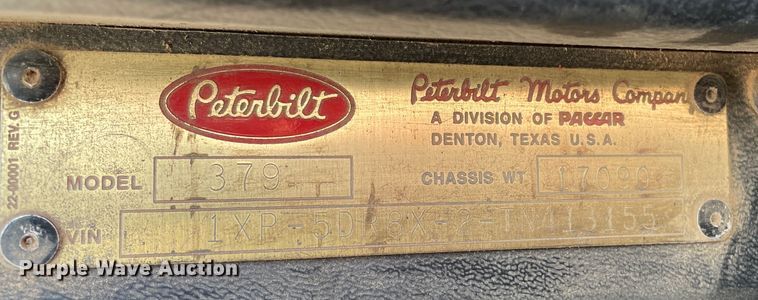 22-00001 REV. G
Peterbilt
Peterbilt Motors Company
A DIVISION OF PACCAR
DENTON, TEXAS U.S.A.
MODEL 379
CHASSIS WT 17090
VIN
Purple Wave Auction